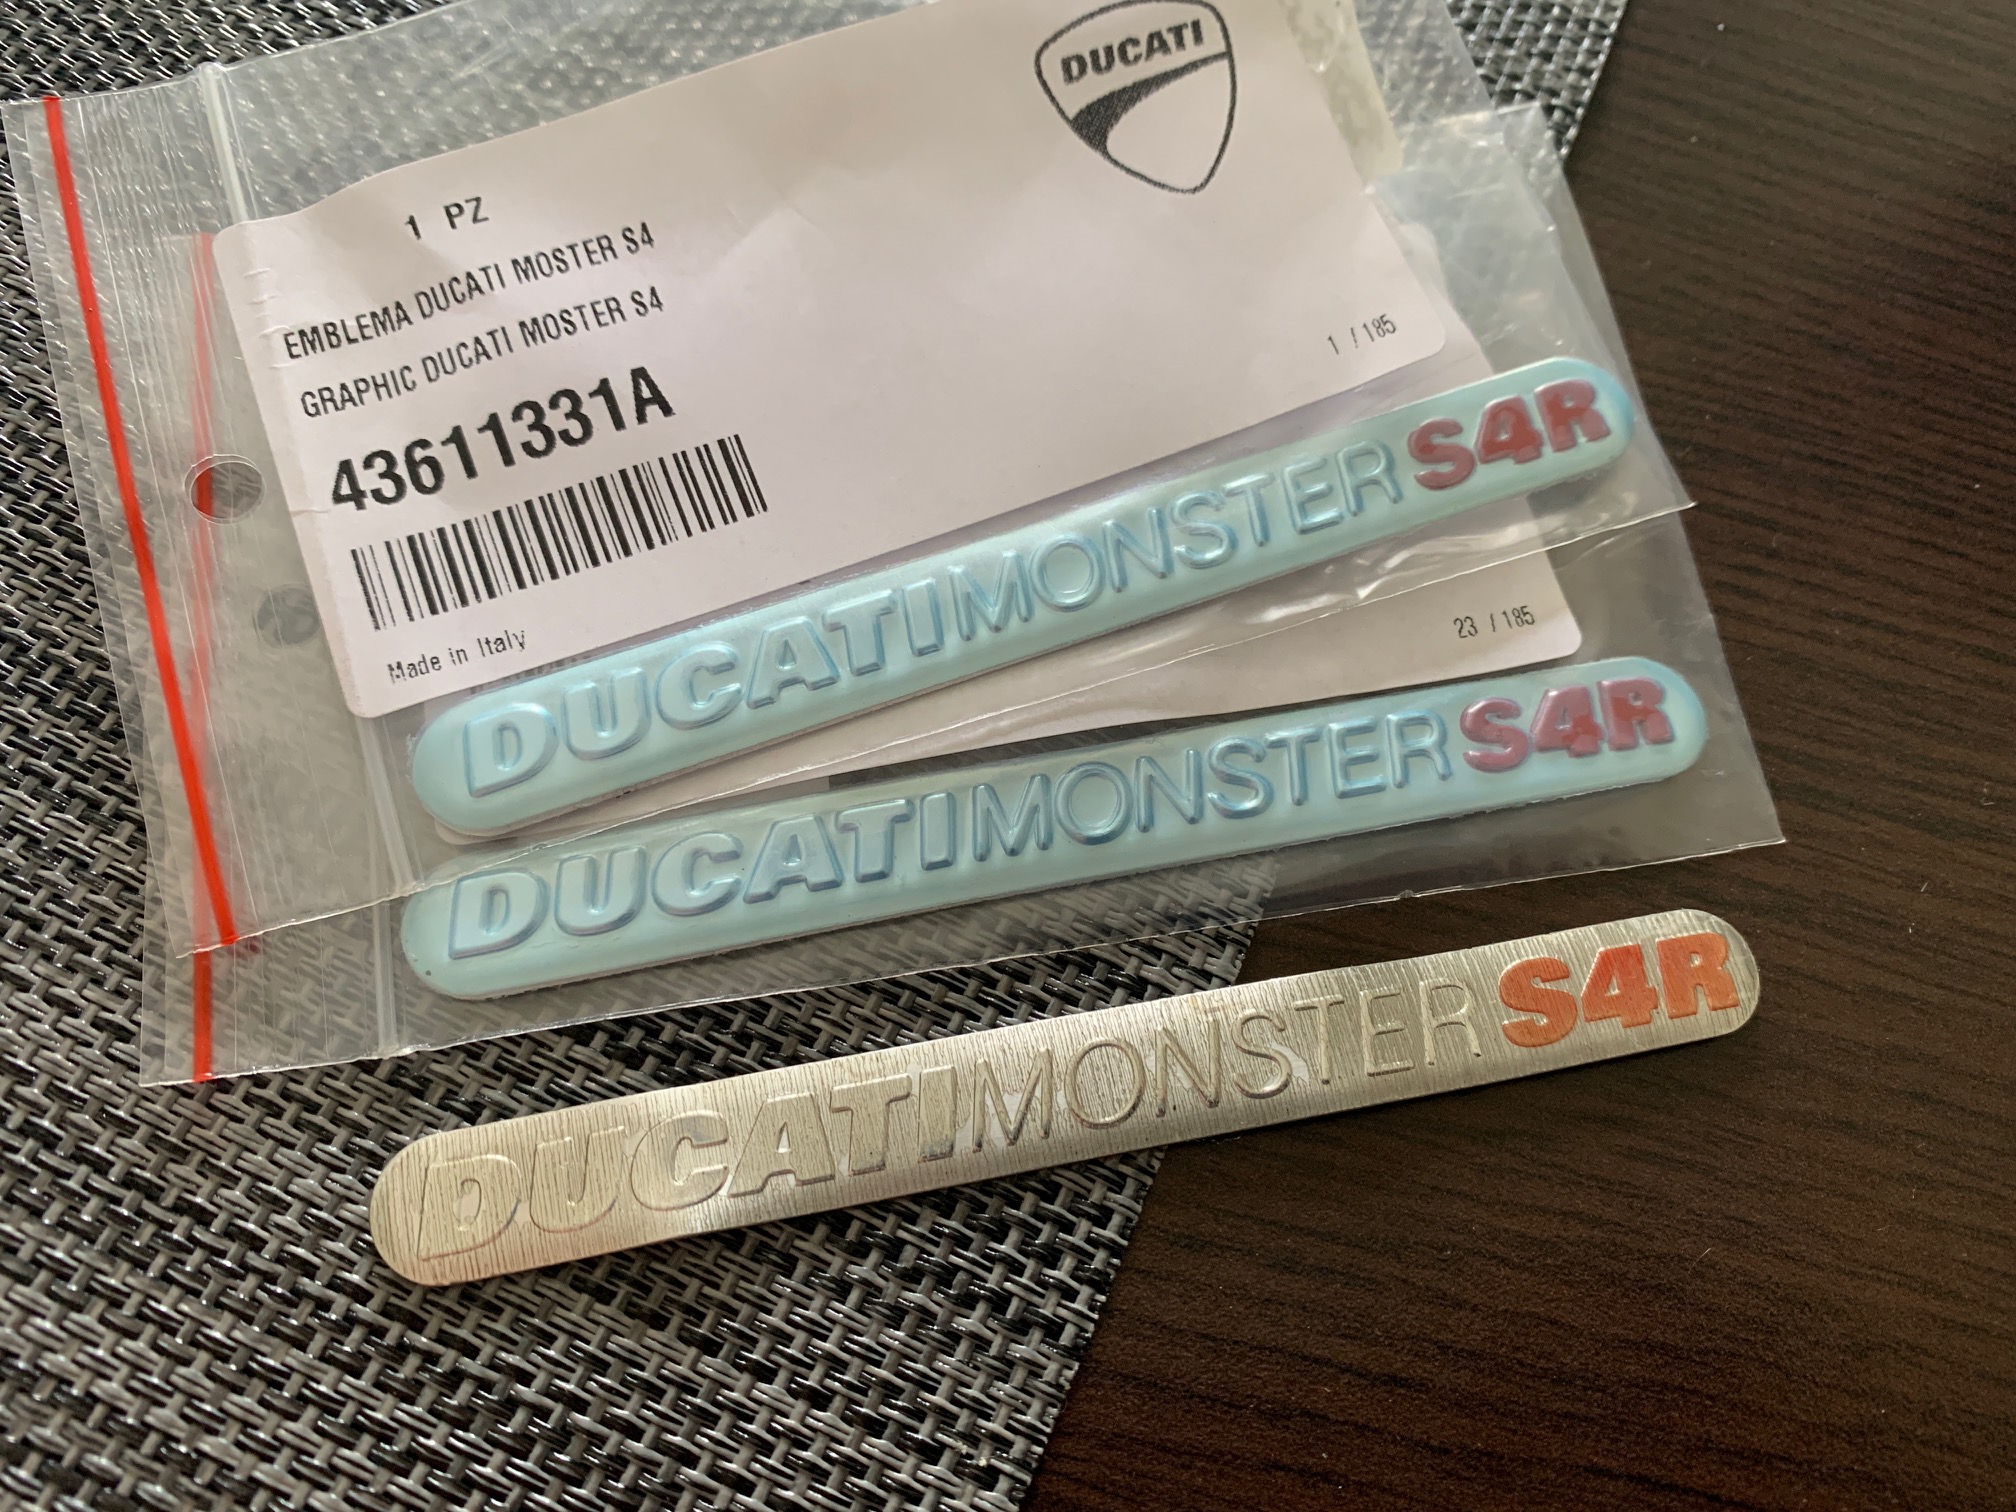 DUCATI
1 PZ
EMBLEMA DUCATI MOSTER S4
GRAPHIC DUCATI MOSTER S4
43611331A
1 / 185
Made in Italy
DUCATIMONSTERS4R
23 / 185
DUCATIMONSTERS4R
DUCATIMONSTERS4R